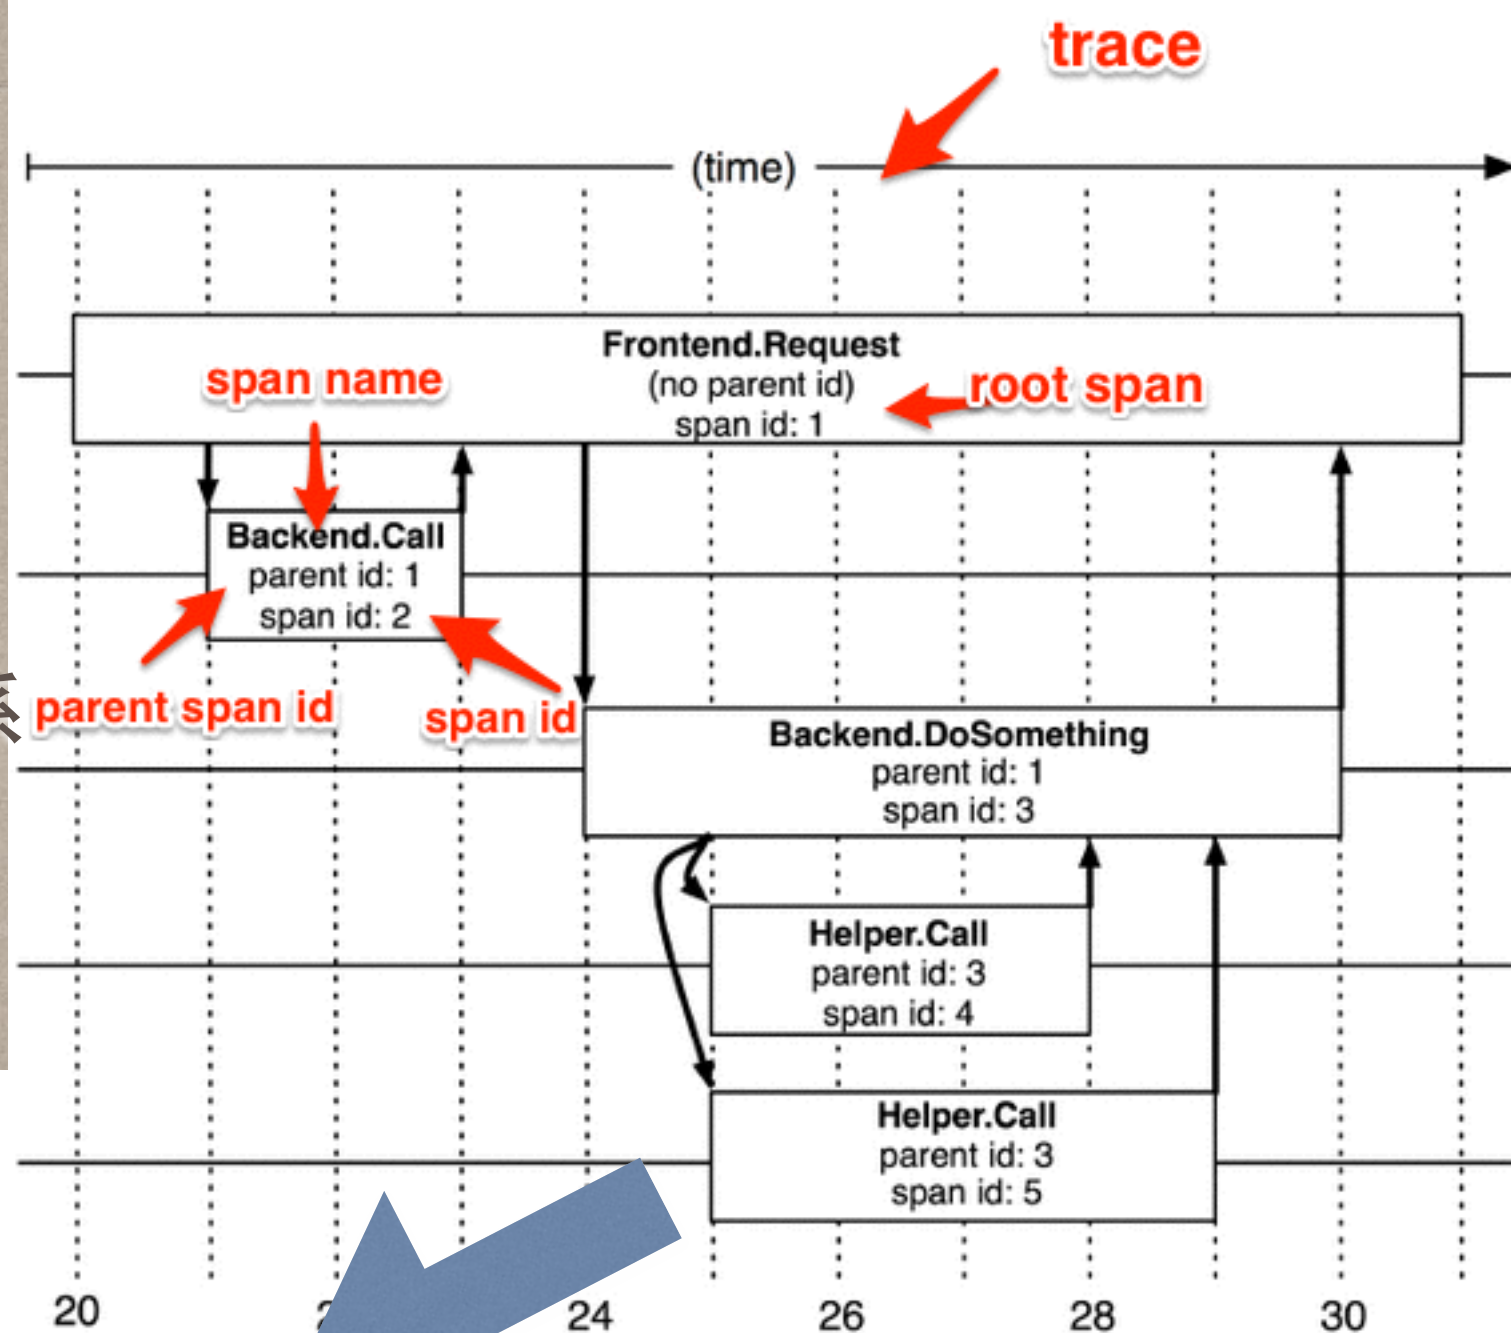 trace
(time)
Frontend.Request
(no parent id)
span id: 1
span name
root span
Backend.Call
parent id: 1
span id: 2
parent span id
span id
Backend.DoSomething
parent id: 1
span id: 3
Helper.Call
parent id: 3
span id: 4
Helper.Call
parent id: 3
span id: 5
20 24 26 28 30